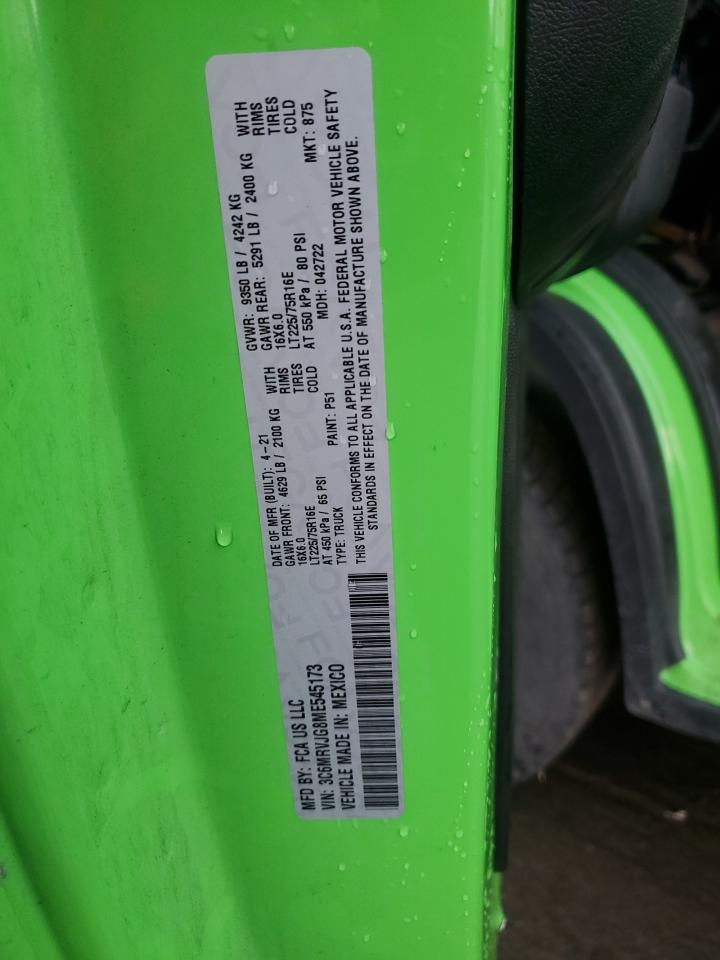 MFD BY: FCA US LLC
VIN: 3C6MRVJG8ME545173
VEHICLE MADE IN: MEXICO
DATE OF MFR (BUILT): 4-21 GVWR: 9350 LB / 4242 KG
GAWR FRONT: 4629 LB / 2100 KG WITH GAWR REAR: 5291 LB / 2400 KG WITH
16X6.0 RIMS 16X6.0 RIMS
LT225/75R16E TIRES LT225/75R16E TIRES
AT 450 kPa / 65 PSI COLD AT 550 kPa / 80 PSI COLD
TYPE: TRUCK PAINT: P51 MDH: 042722 MKT: 875
THIS VEHICLE CONFORMS TO ALL APPLICABLE U.S.A. FEDERAL MOTOR VEHICLE SAFETY
STANDARDS IN EFFECT ON THE DATE OF MANUFACTURE SHOWN ABOVE.